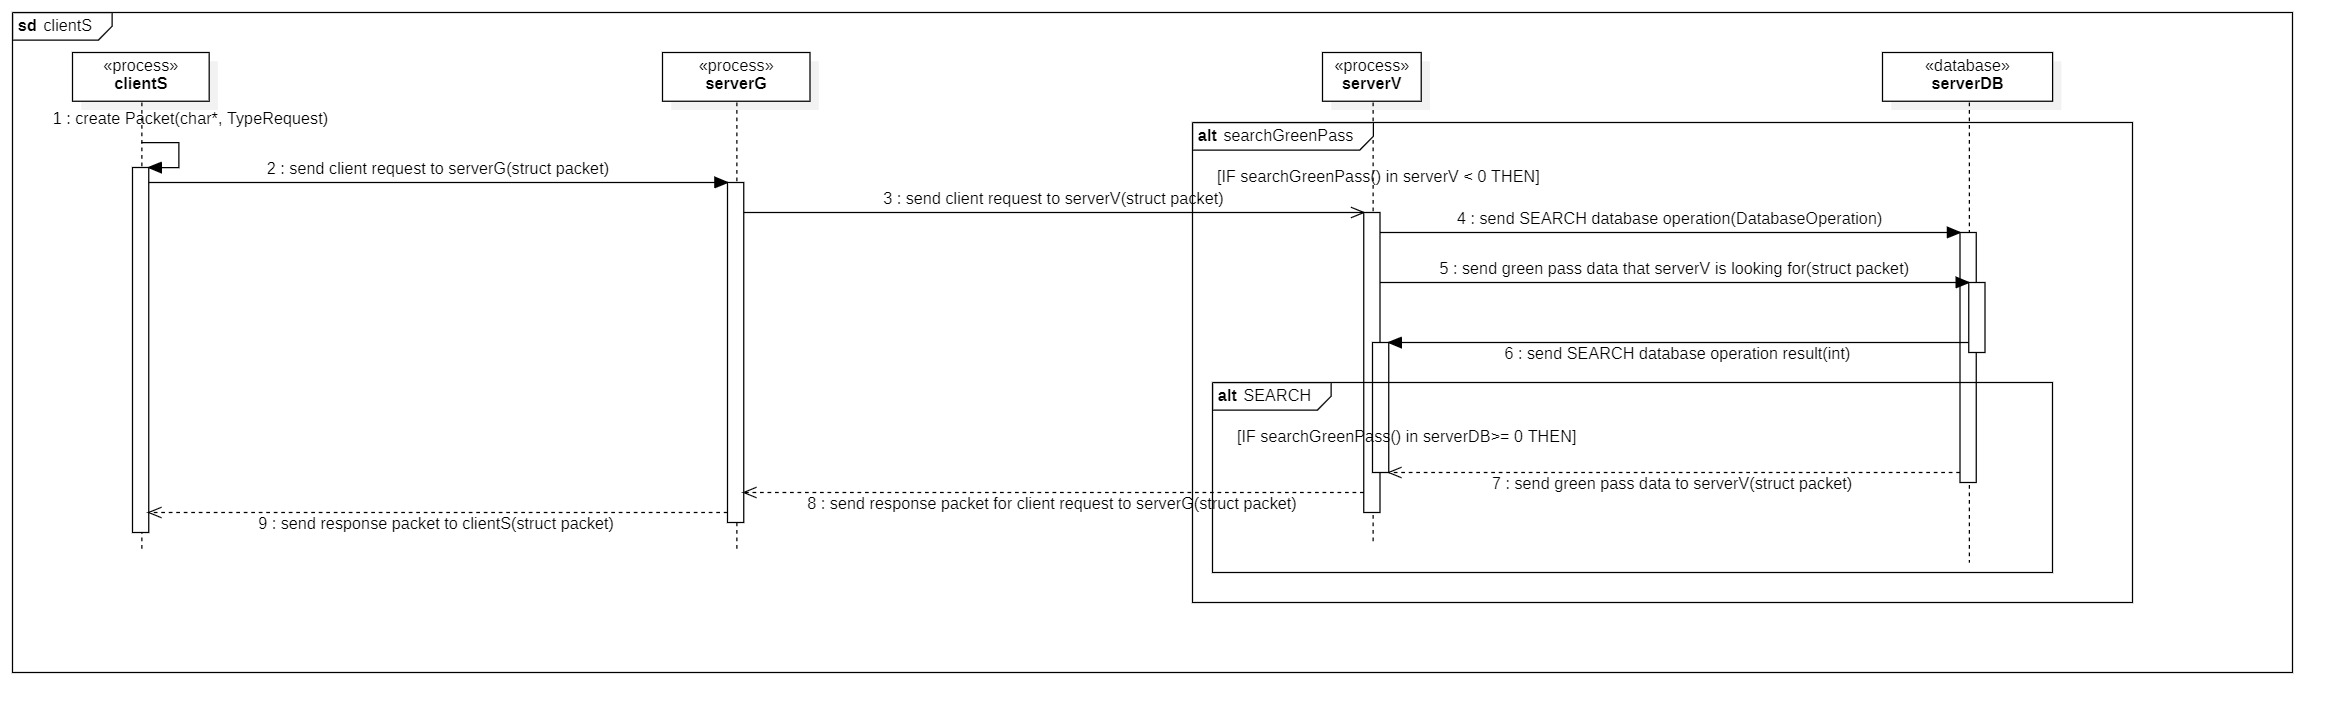 sd clientS
«process»
clientS
«process»
serverG
«process»
serverV
«database»
serverDB
1 : create Packet(char*, TypeRequest)
alt searchGreenPass
2 : send client request to serverG(struct packet)
[IF searchGreenPass() in serverV < 0 THEN]
3 : send client request to serverV(struct packet)
4 : send SEARCH database operation(DatabaseOperation)
5 : send green pass data that serverV is looking for(struct packet)
6 : send SEARCH database operation result(int)
alt SEARCH
[IF searchGreenPass() in serverDB>= 0 THEN]
7 : send green pass data to serverV(struct packet)
8 : send response packet for client request to serverG(struct packet)
9 : send response packet to clientS(struct packet)